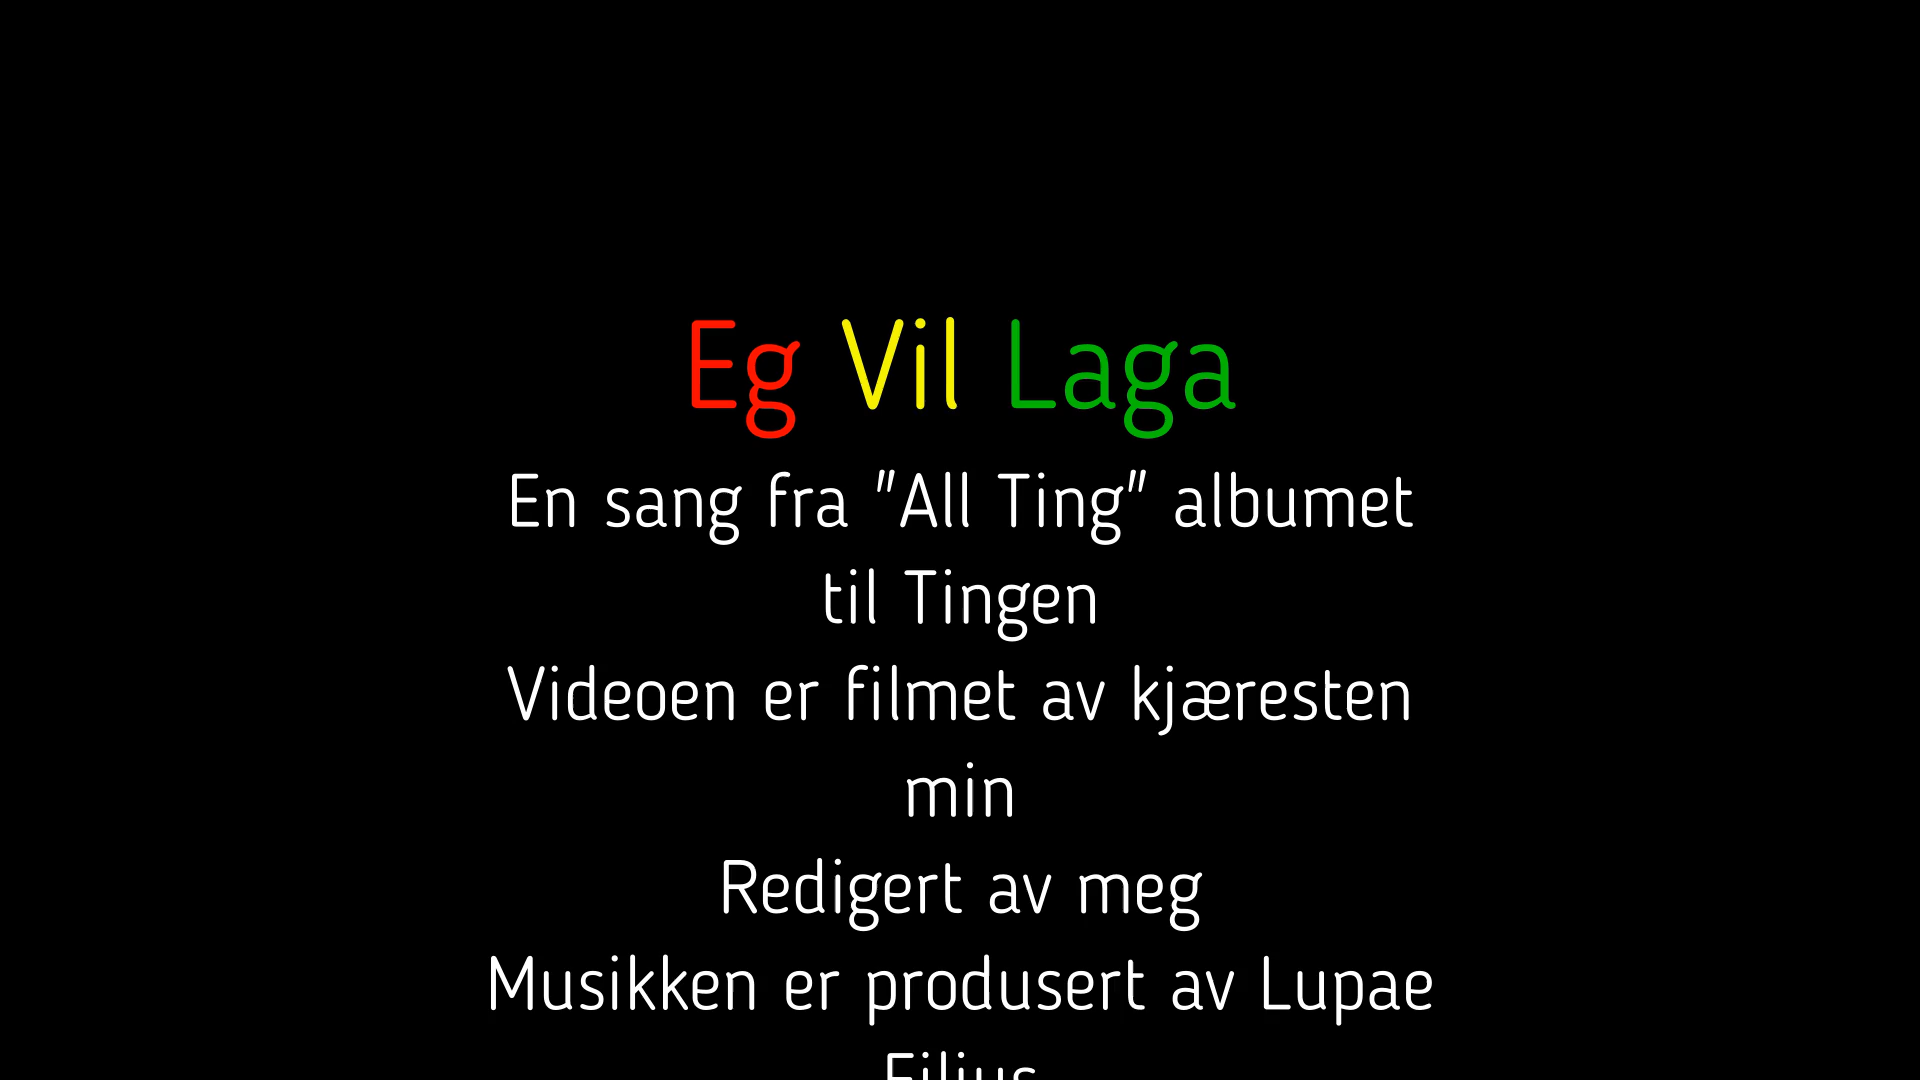 Eg Vil Laga
En sang fra "All Ting" albumet
til Tingen
Videoen er filmet av kjæresten
min
Redigert av meg
Musikken er produsert av Lupae
Filius